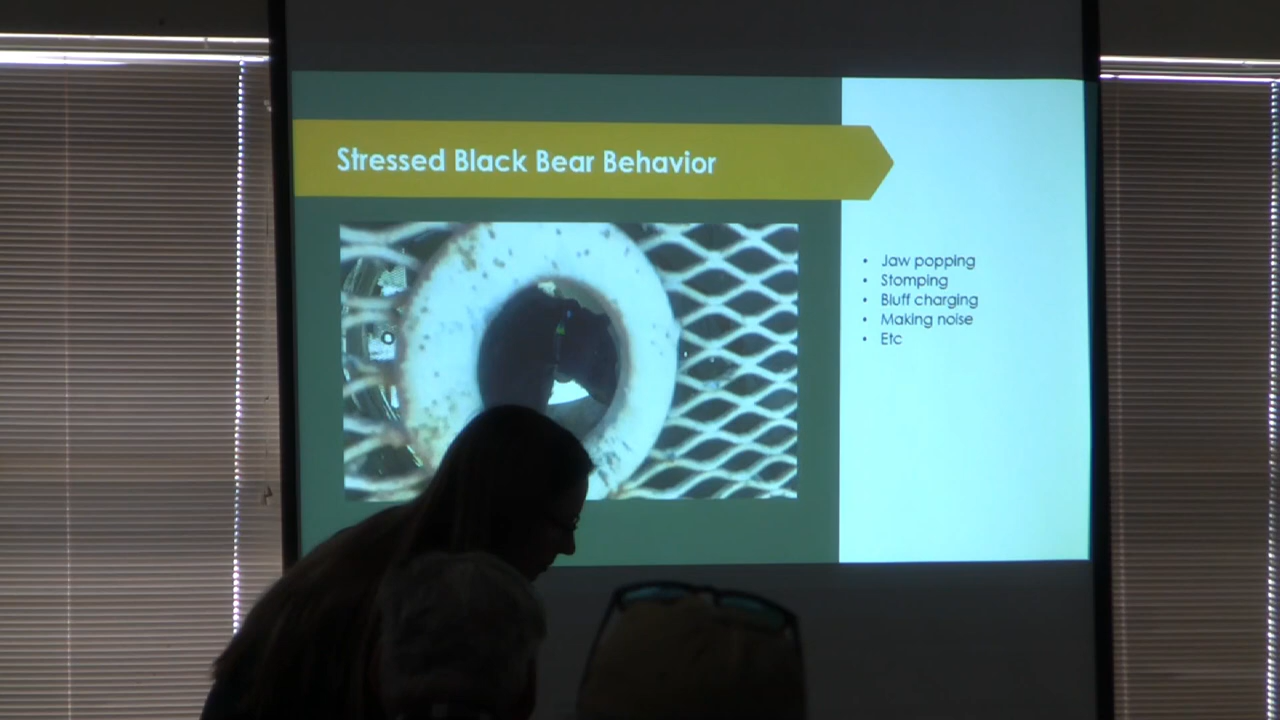 Stressed Black Bear Behavior
• Jaw popping
• Stomping
• Bluff charging
• Making noise
• Etc